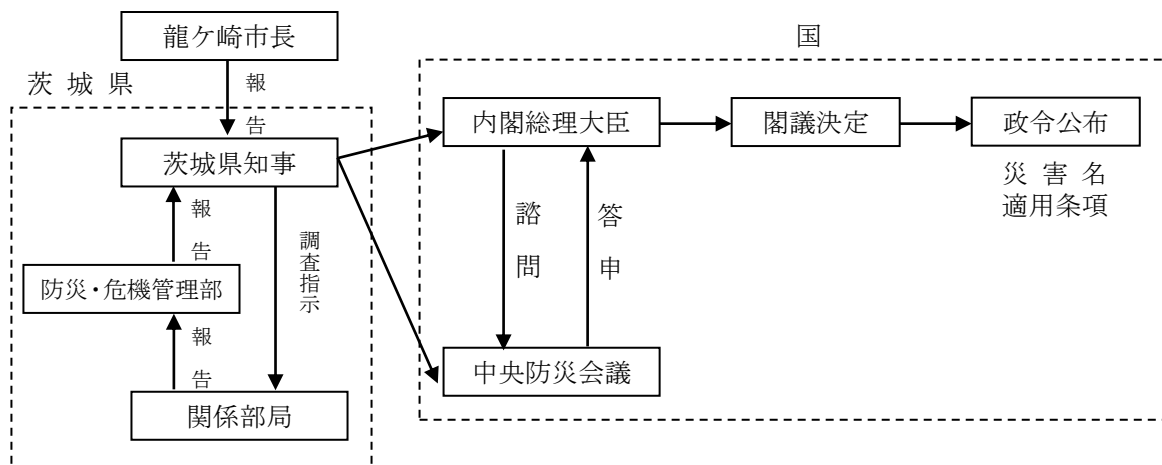 龍ケ崎市長
報告
茨城県
茨城県知事
報告
調査指示
防災・危機管理部
報告
関係部局
国
内閣総理大臣
閣議決定
政令公布
災害名
適用条項
諮問
答申
中央防災会議